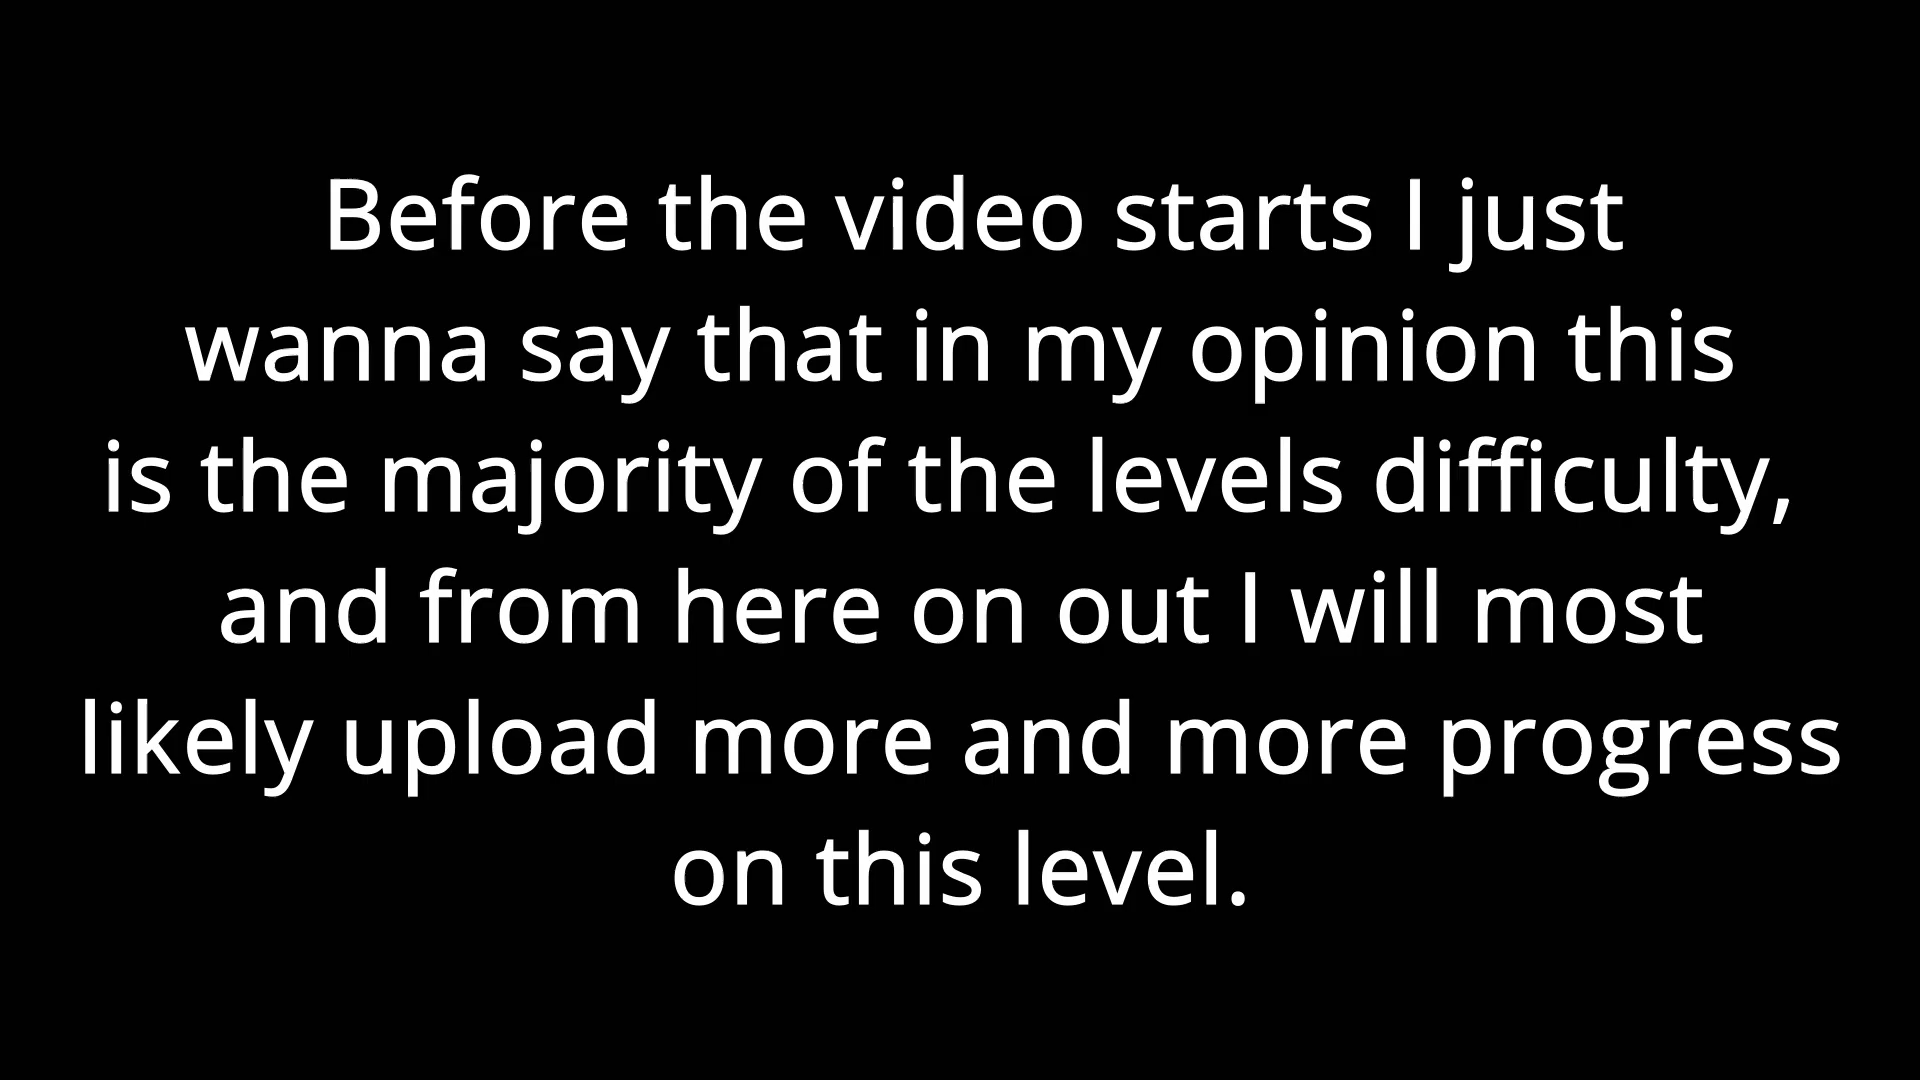 Before the video starts I just
wanna say that in my opinion this
is the majority of the levels difficulty,
and from here on out I will most
likely upload more and more progress
on this level.